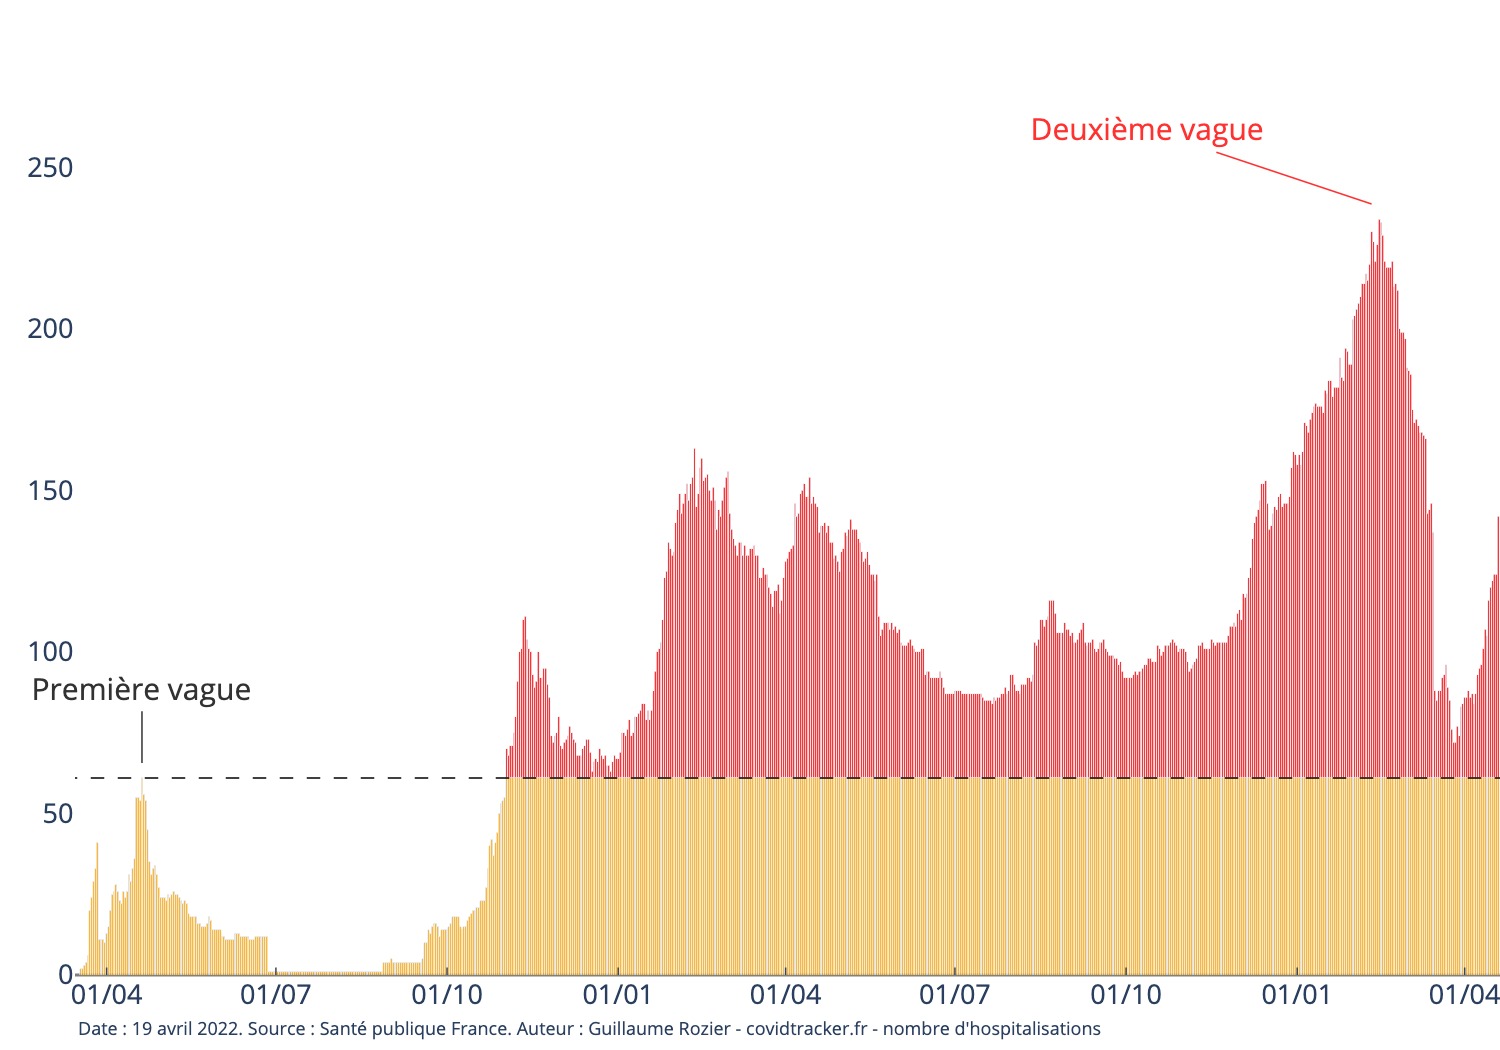 Deuxième vague
250
200
150
100
Première vague
50
0
01/04 01/07 01/10 01/01 01/04 01/07 01/10 01/01 01/04
Date : 19 avril 2022. Source : Santé publique France. Auteur : Guillaume Rozier - covidtracker.fr - nombre d'hospitalisations